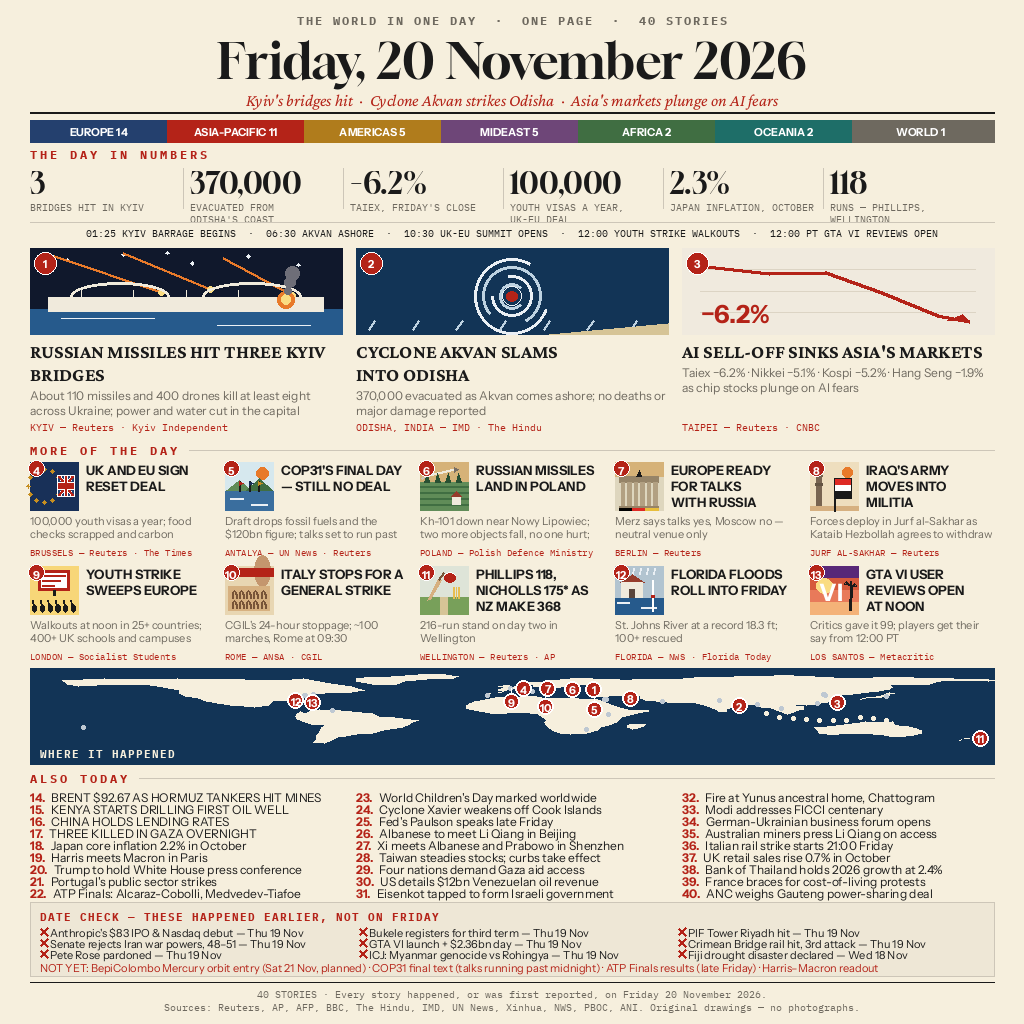 THE WORLD IN ONE DAY · ONE PAGE · 40 STORIES
Friday, 20 November 2026
Kyiv's bridges hit · Cyclone Akvan strikes Odisha · Asia's markets plunge on AI fears
EUROPE 14 ASIA-PACIFIC 11 AMERICAS 5 MIDEAST 5 AFRICA 2 OCEANIA 2 WORLD 1
THE DAY IN NUMBERS
3
BRIDGES HIT IN KYIV
370,000
EVACUATED FROM
ODISHA'S COAST
−6.2%
TAIEX, FRIDAY'S CLOSE
100,000
YOUTH VISAS A YEAR,
UK-EU DEAL
2.3%
JAPAN INFLATION, OCTOBER
118
RUNS — PHILLIPS,
WELLINGTON
01:25 KYIV BARRAGE BEGINS · 06:30 AKVAN ASHORE · 10:30 UK-EU SUMMIT OPENS · 12:00 YOUTH STRIKE WALKOUTS · 12:00 PT GTA VI REVIEWS OPEN
1
RUSSIAN MISSILES HIT THREE KYIV
BRIDGES
About 110 missiles and 400 drones kill at least eight
across Ukraine; power and water cut in the capital
KYIV — Reuters · Kyiv Independent
2
CYCLONE AKVAN SLAMS
INTO ODISHA
370,000 evacuated as Akvan comes ashore; no deaths or
major damage reported
ODISHA, INDIA — IMD · The Hindu
3
−6.2%
AI SELL-OFF SINKS ASIA'S MARKETS
Taiex −6.2% · Nikkei −5.1% · Kospi −5.2% · Hang Seng −1.9%
as chip stocks plunge on AI fears
TAIPEI — Reuters · CNBC
MORE OF THE DAY
4
UK AND EU SIGN
RESET DEAL
100,000 youth visas a year; food
checks scrapped and carbon
BRUSSELS — Reuters · The Times
5
COP31'S FINAL DAY
— STILL NO DEAL
Draft drops fossil fuels and the
$120bn figure; talks set to run past
ANTALYA — UN News · Reuters
6
RUSSIAN MISSILES
LAND IN POLAND
Kh-101 down near Nowy Lipowiec;
two more objects fall, no one hurt;
POLAND — Polish Defence Ministry
7
EUROPE READY
FOR TALKS
WITH RUSSIA
Merz says talks yes, Moscow no —
neutral venue only
BERLIN — Reuters
8
IRAQ'S ARMY
MOVES INTO
MILITIA
Forces deploy in Jurf al-Sakhar as
Kataib Hezbollah agrees to withdraw
JURF AL-SAKHAR — Reuters
9
YOUTH STRIKE
SWEEPS EUROPE
Walkouts at noon in 25+ countries;
400+ UK schools and campuses
LONDON — Socialist Students
10
ITALY STOPS FOR A
GENERAL STRIKE
CGIL's 24-hour stoppage; ~100
marches, Rome at 09:30
ROME — ANSA · CGIL
11
PHILLIPS 118,
NICHOLLS 175* AS
NZ MAKE 368
216-run stand on day two in
Wellington
WELLINGTON — Reuters · AP
12
FLORIDA FLOODS
ROLL INTO FRIDAY
St. Johns River at a record 18.3 ft;
100+ rescued
FLORIDA — NWS · Florida Today
13
VI
GTA VI USER
REVIEWS OPEN
AT NOON
Critics gave it 99; players get their
say from 12:00 PT
LOS SANTOS — Metacritic
12 13 4 7 6 1 9 10 5 8 2 3 11
WHERE IT HAPPENED
ALSO TODAY
14. BRENT $92.67 AS HORMUZ TANKERS HIT MINES
15. KENYA STARTS DRILLING FIRST OIL WELL
16. CHINA HOLDS LENDING RATES
17. THREE KILLED IN GAZA OVERNIGHT
18. Japan core inflation 2.2% in October
19. Harris meets Macron in Paris
20. Trump to hold White House press conference
21. Portugal's public sector strikes
22. ATP Finals: Alcaraz-Cobolli, Medvedev-Tiafoe
23. World Children's Day marked worldwide
24. Cyclone Xavier weakens off Cook Islands
25. Fed's Paulson speaks late Friday
26. Albanese to meet Li Qiang in Beijing
27. Xi meets Albanese and Prabowo in Shenzhen
28. Taiwan steadies stocks; curbs take effect
29. Four nations demand Gaza aid access
30. US details $12bn Venezuelan oil revenue
31. Eisenkot tapped to form Israeli government
32. Fire at Yunus ancestral home, Chattogram
33. Modi addresses FICCI centenary
34. German-Ukrainian business forum opens
35. Australian miners press Li Qiang on access
36. Italian rail strike starts 21:00 Friday
37. UK retail sales rise 0.7% in October
38. Bank of Thailand holds 2026 growth at 2.4%
39. France braces for cost-of-living protests
40. ANC weighs Gauteng power-sharing deal
DATE CHECK — THESE HAPPENED EARLIER, NOT ON FRIDAY
Anthropic's $83 IPO & Nasdaq debut — Thu 19 Nov
Senate rejects Iran war powers, 48–51 — Thu 19 Nov
Pete Rose pardoned — Thu 19 Nov
Bukele registers for third term — Thu 19 Nov
GTA VI launch + $2.36bn day — Thu 19 Nov
ICJ: Myanmar genocide vs Rohingya — Thu 19 Nov
PIF Tower Riyadh hit — Thu 19 Nov
Crimean Bridge rail hit, 3rd attack — Thu 19 Nov
Fiji drought disaster declared — Wed 18 Nov
NOT YET: BepiColombo Mercury orbit entry (Sat 21 Nov, planned) · COP31 final text (talks running past midnight) · ATP Finals results (late Friday) · Harris–Macron readout
40 STORIES · Every story happened, or was first reported, on Friday 20 November 2026.
Sources: Reuters, AP, AFP, BBC, The Hindu, IMD, UN News, Xinhua, NWS, PBOC, ANI. Original drawings — no photographs.